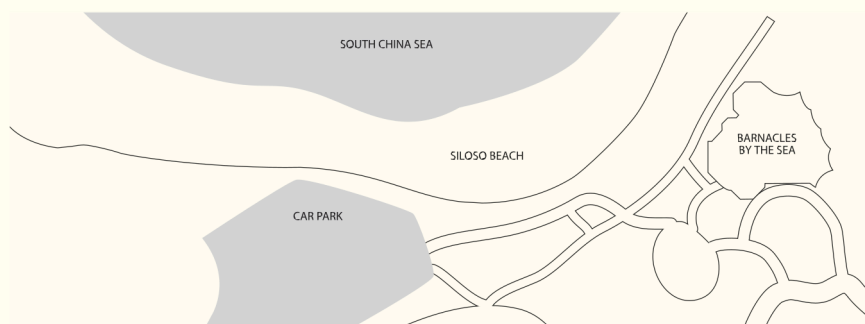 SOUTH CHINA SEA
BARNACLES
BY THE SEA
SILOSO BEACH
CAR PARK